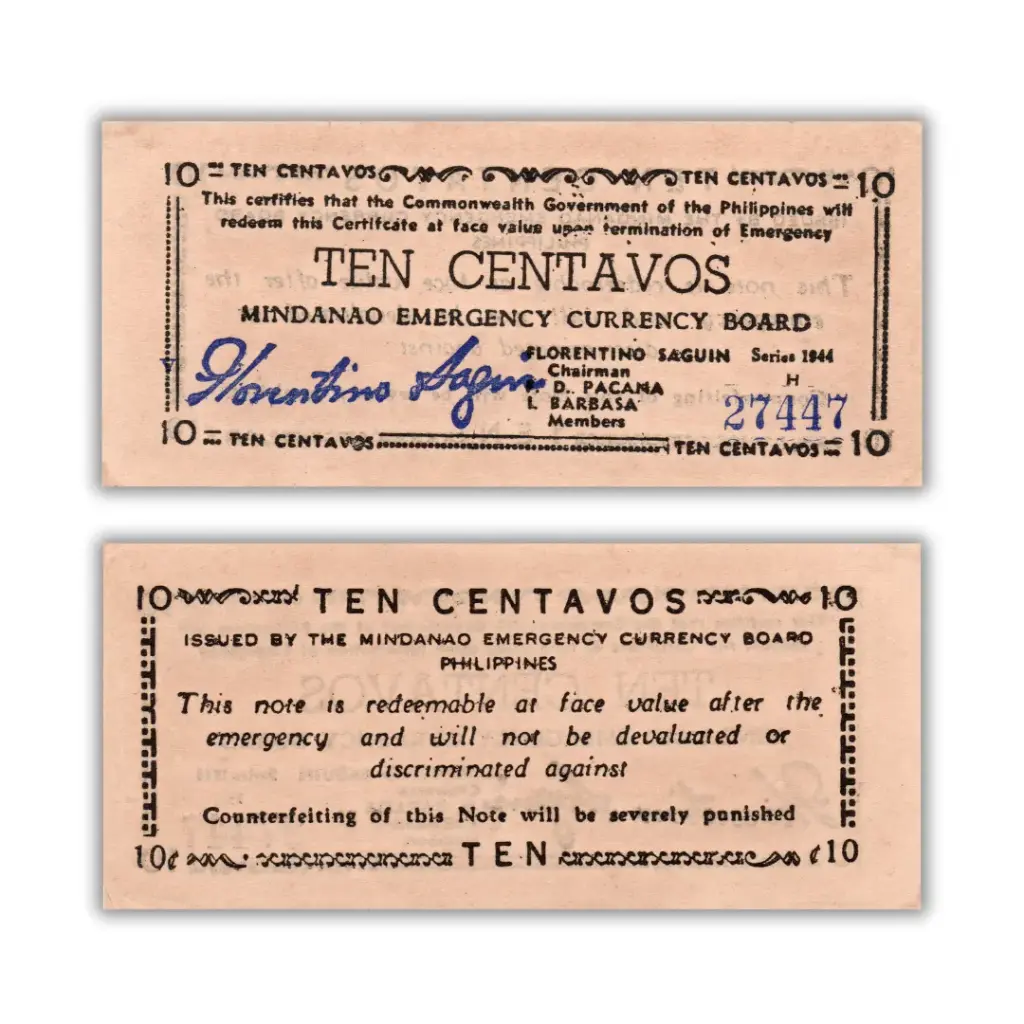 10 = TEN CENTAVOS TEN CENTAVOS = 10
This certifies that the Commonwealth Government of the Philippines will
redeem this Certifcate at face value upon termination of Emergency
TEN CENTAVOS
MINDANAO EMERGENCY CURRENCY BOARD
Florentino Saguin
FLORENTINO SAGUIN Series 1944
Chairman
D. PACANA
I. BARBASA
Members
H
27447
10 = TEN CENTAVOS TEN CENTAVOS = 10
10 TEN CENTAVOS 10
ISSUED BY THE MINDANAO EMERGENCY CURRENCY BOARD
PHILIPPINES
This note is redeemable at face value after the
emergency and will not be devaluated or
discriminated against
Counterfeiting of this Note will be severely punished
10¢ TEN ¢10